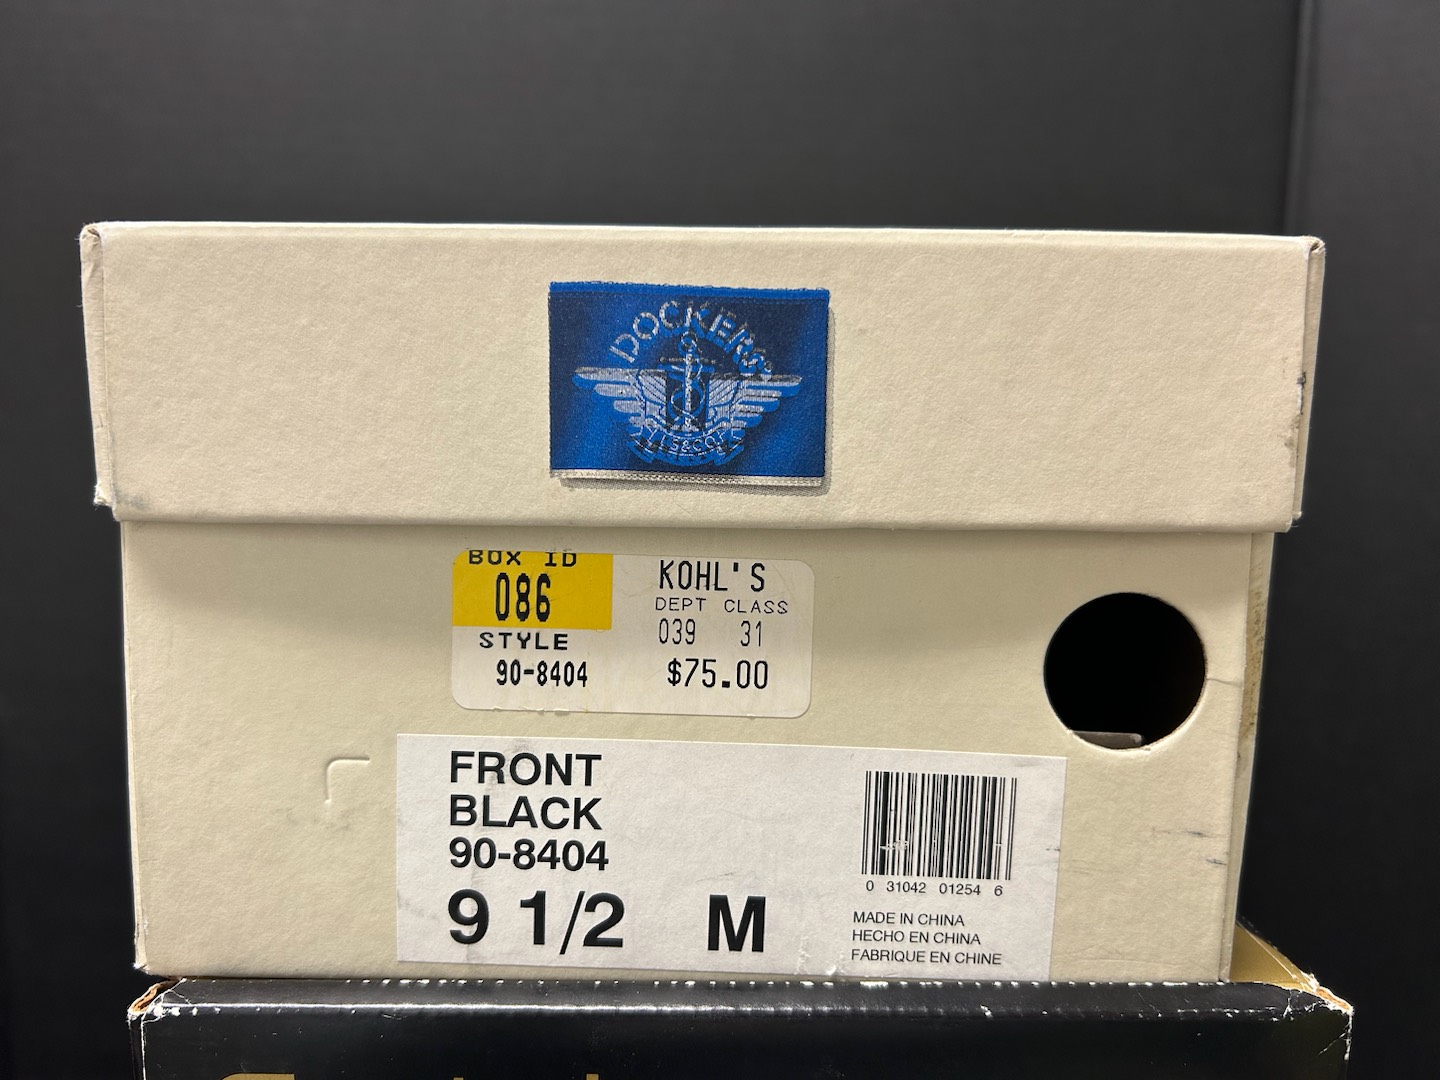 DOCKERS
BOX ID
086
STYLE
90-8404
KOHL'S
DEPT CLASS
039 31
$75.00
FRONT
BLACK
90-8404
9 1/2 M
0 31042 01254 6
MADE IN CHINA
HECHO EN CHINA
FABRIQUE EN CHINE